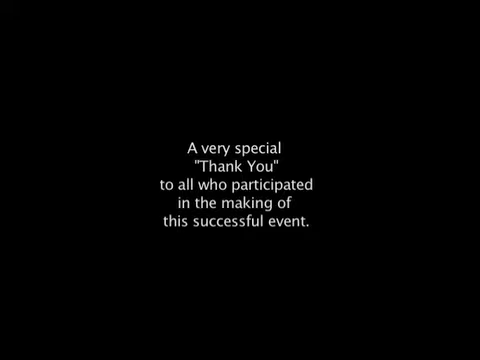 A very special
"Thank You"
to all who participated
in the making of
this successful event.